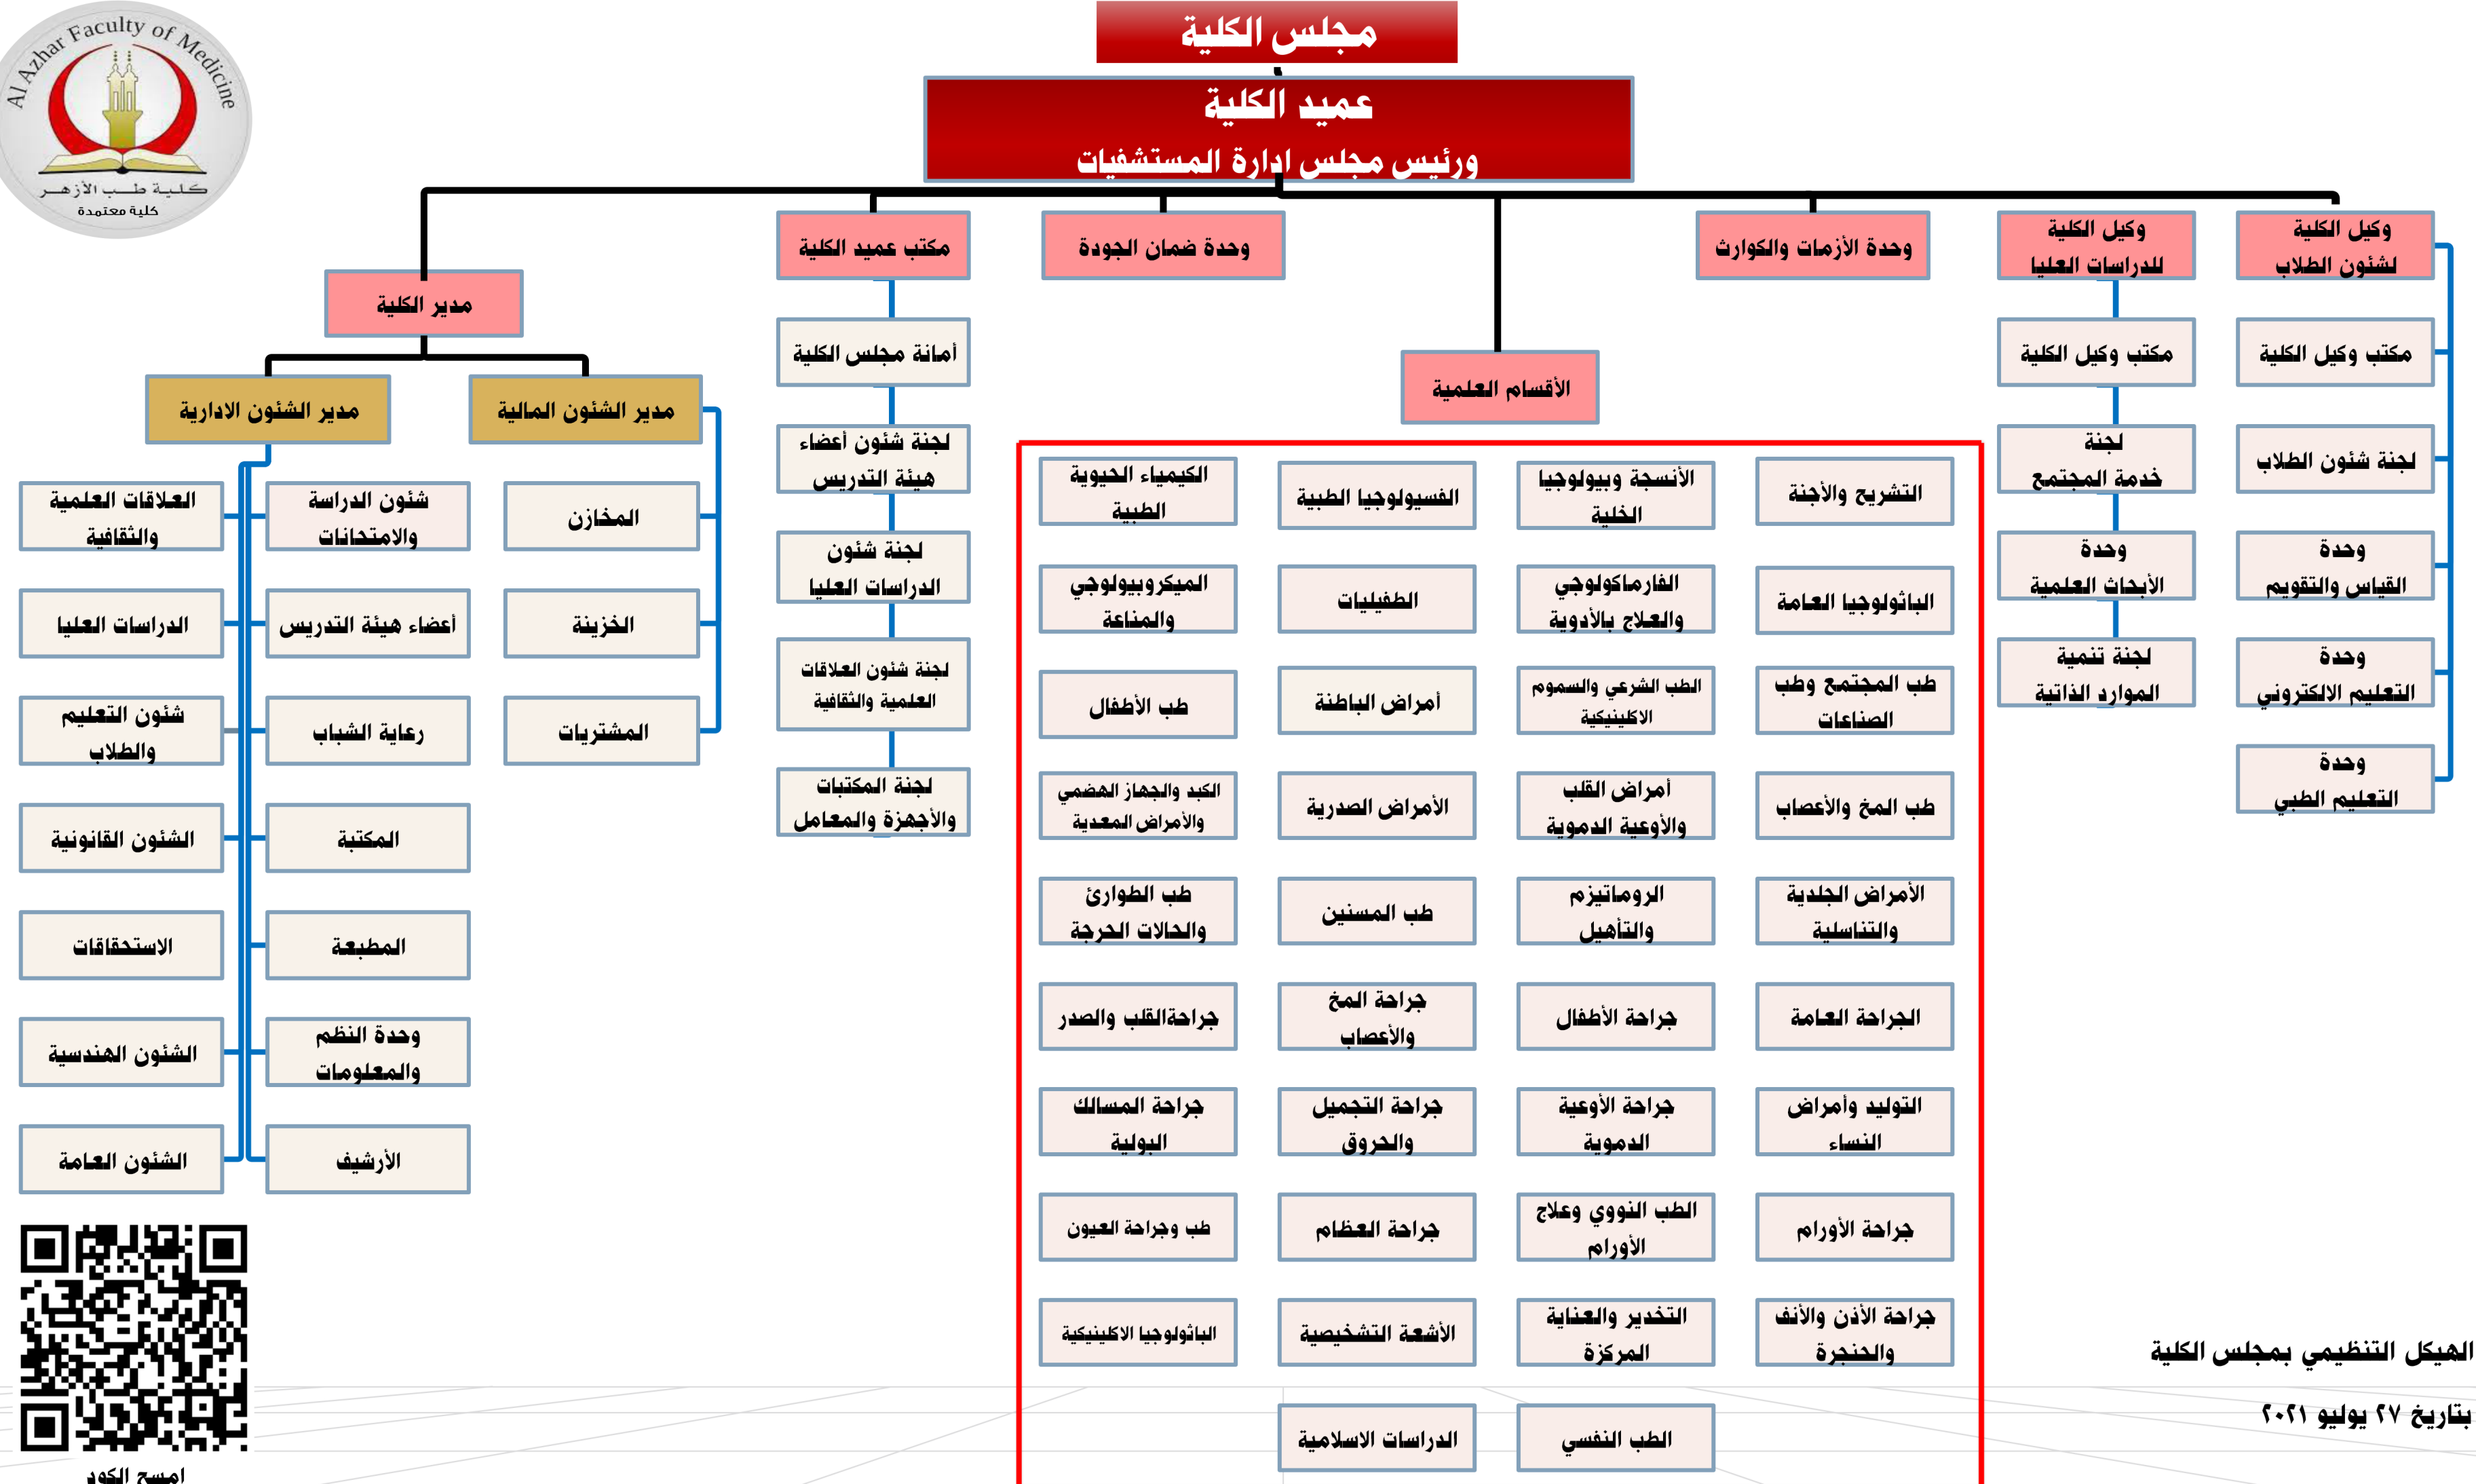 Al Azhar Faculty of Medicine
كلية طب الأزهر
كلية معتمدة
مجلس الكلية
عميد الكلية
ورئيس مجلس ادارة المستشفيات
وكيل الكلية
لشئون الطلاب
مكتب وكيل الكلية
لجنة شئون الطلاب
وحدة
القياس والتقويم
وحدة
التعليم الالكتروني
وحدة
التعليم الطبي
وكيل الكلية
للدراسات العليا
مكتب وكيل الكلية
لجنة
خدمة المجتمع
وحدة
الأبحاث العلمية
لجنة تنمية
الموارد الذاتية
وحدة الأزمات والكوارث
الأقسام العلمية
التشريح والأجنة
الأنسجة وبيولوجيا
الخلية
الفسيولوجيا الطبية
الكيمياء الحيوية
الطبية
الباثولوجيا العامة
الفارماكولوجي
والعلاج بالأدوية
الطفيليات
الميكروبيولوجي
والمناعة
طب المجتمع وطب
الصناعات
الطب الشرعي والسموم
الاكلينيكية
أمراض الباطنة
طب الأطفال
طب المخ والأعصاب
أمراض القلب
والأوعية الدموية
الأمراض الصدرية
الكبد والجهاز الهضمي
والأمراض المعدية
الأمراض الجلدية
والتناسلية
الروماتيزم
والتأهيل
طب المسنين
طب الطوارئ
والحالات الحرجة
الجراحة العامة
جراحة الأطفال
جراحة المخ
والأعصاب
جراحةالقلب والصدر
التوليد وأمراض
النساء
جراحة الأوعية
الدموية
جراحة التجميل
والحروق
جراحة المسالك
البولية
جراحة الأورام
الطب النووي وعلاج
الأورام
جراحة العظام
طب وجراحة العيون
جراحة الأذن والأنف
والحنجرة
التخدير والعناية
المركزة
الأشعة التشخيصية
الباثولوجيا الاكلينيكية
الطب النفسي
الدراسات الاسلامية
وحدة ضمان الجودة
مكتب عميد الكلية
أمانة مجلس الكلية
لجنة شئون أعضاء
هيئة التدريس
لجنة شئون
الدراسات العليا
لجنة شئون العلاقات
العلمية والثقافية
لجنة المكتبات
والأجهزة والمعامل
مدير الكلية
مدير الشئون المالية
المخازن
الخزينة
المشتريات
مدير الشئون الادارية
شئون الدراسة
والامتحانات
العلاقات العلمية
والثقافية
أعضاء هيئة التدريس
الدراسات العليا
رعاية الشباب
شئون التعليم
والطلاب
المكتبة
الشئون القانونية
المطبعة
الاستحقاقات
وحدة النظم
والمعلومات
الشئون الهندسية
الأرشيف
الشئون العامة
الهيكل التنظيمي بمجلس الكلية
بتاريخ ٢٧ يوليو ٢٠٢١
امسح الكود